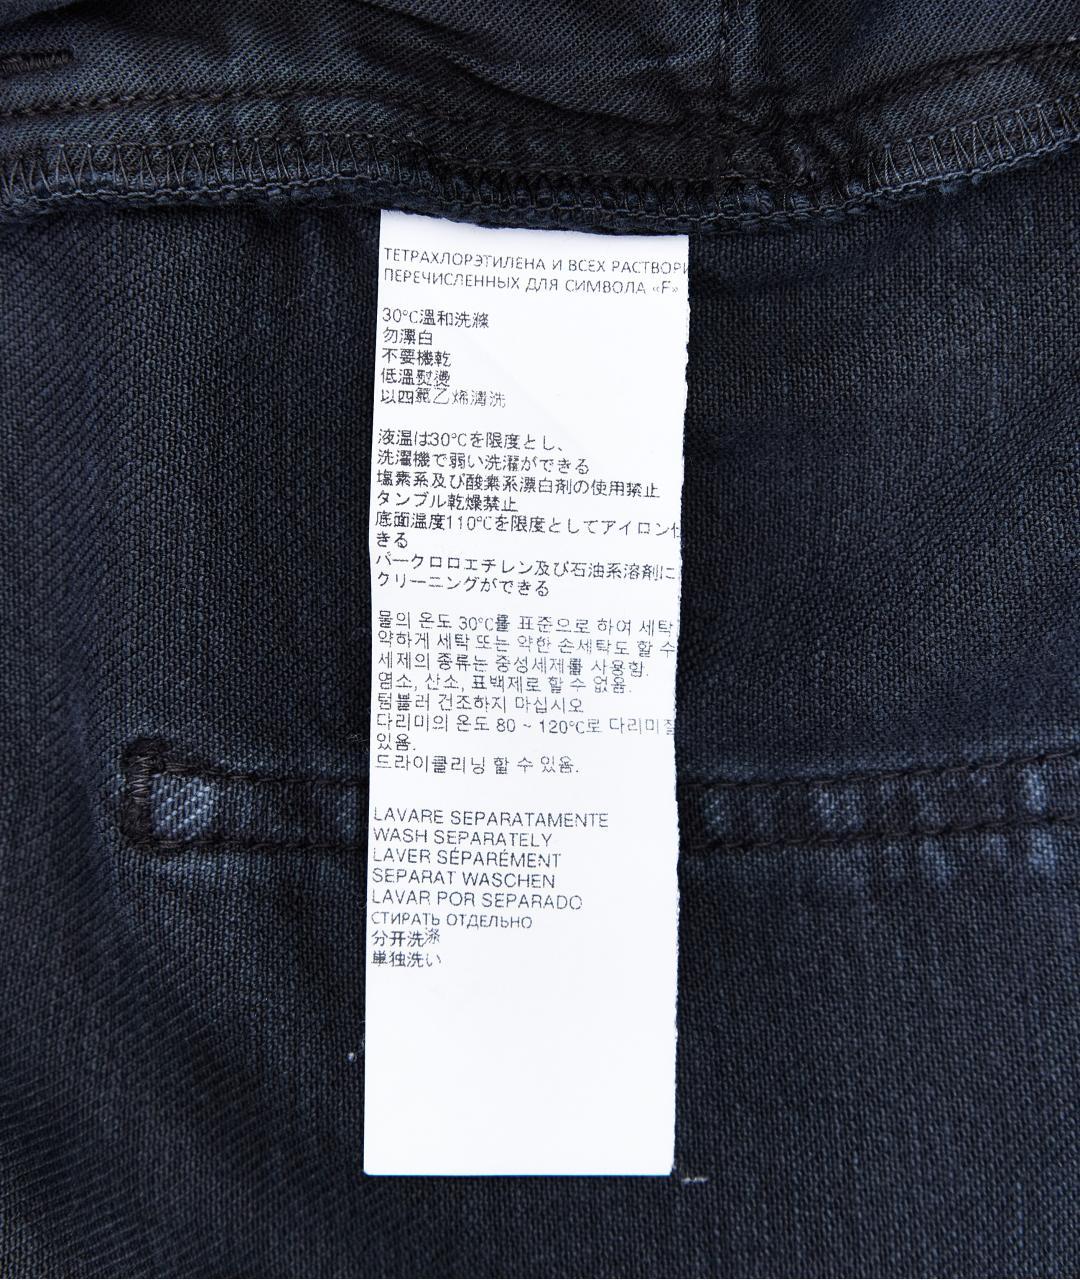 ТЕТРАХЛОРЭТИЛЕНА И ВСЕХ РАСТВОРИ
ПЕРЕЧИСЛЕННЫХ ДЛЯ СИМВОЛА «F»
30°C溫和洗滌
勿漂白
不要機乾
低溫熨燙
以四氯乙烯清洗
液温は30℃を限度とし、
洗濯機で弱い洗濯ができる
塩素系及び酸素系漂白剤の使用禁止
タンブル乾燥禁止
底面温度110℃を限度としてアイロン仕
きる
パークロロエチレン及び石油系溶剤に
クリーニングができる
물의 온도 30℃를 표준으로 하여 세탁
약하게 세탁 또는 약한 손세탁도 할 수
세제의 종류는 중성세제를 사용함.
염소, 산소, 표백제로 할 수 없음.
텀블러 건조하지 마십시오
다리미의 온도 80 ~ 120℃로 다리미질
있음.
드라이클리닝 할 수 있음.
LAVARE SEPARATAMENTE
WASH SEPARATELY
LAVER SÉPARÉMENT
SEPARAT WASCHEN
LAVAR POR SEPARADO
СТИРАТЬ ОТДЕЛЬНО
分开洗涤
単独洗い